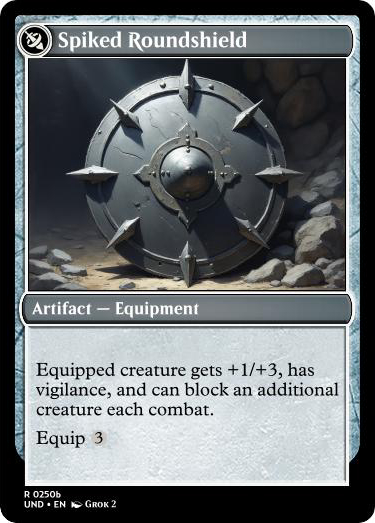 Spiked Roundshield
Artifact — Equipment
Equipped creature gets +1/+3, has
vigilance, and can block an additional
creature each combat.
Equip 3
R 0250b
UND • EN Grok 2